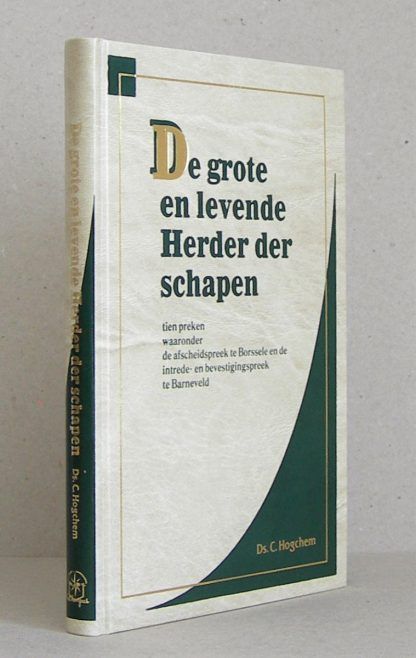 De grote
en levende
Herder der
schapen
tien preken
waaronder
de afscheidspreek te Borssele en de
intrede- en bevestigingspreek
te Barneveld
Ds. C. Hogchem
De grote en levende Herder der schapen
Ds. C. Hogchem